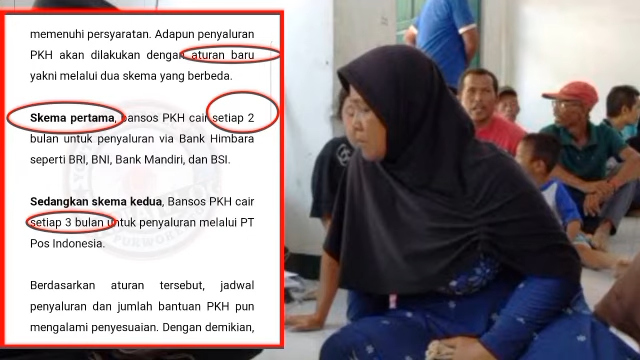 memenuhi persyaratan. Adapun penyaluran
PKH akan dilakukan dengan aturan baru
yakni melalui dua skema yang berbeda.
Skema pertama, bansos PKH cair setiap 2
bulan untuk penyaluran via Bank Himbara
seperti BRI, BNI, Bank Mandiri, dan BSI.
Sedangkan skema kedua, Bansos PKH cair
setiap 3 bulan untuk penyaluran melalui PT
Pos Indonesia.
Berdasarkan aturan tersebut, jadwal
penyaluran dan jumlah bantuan PKH pun
mengalami penyesuaian. Dengan demikian,